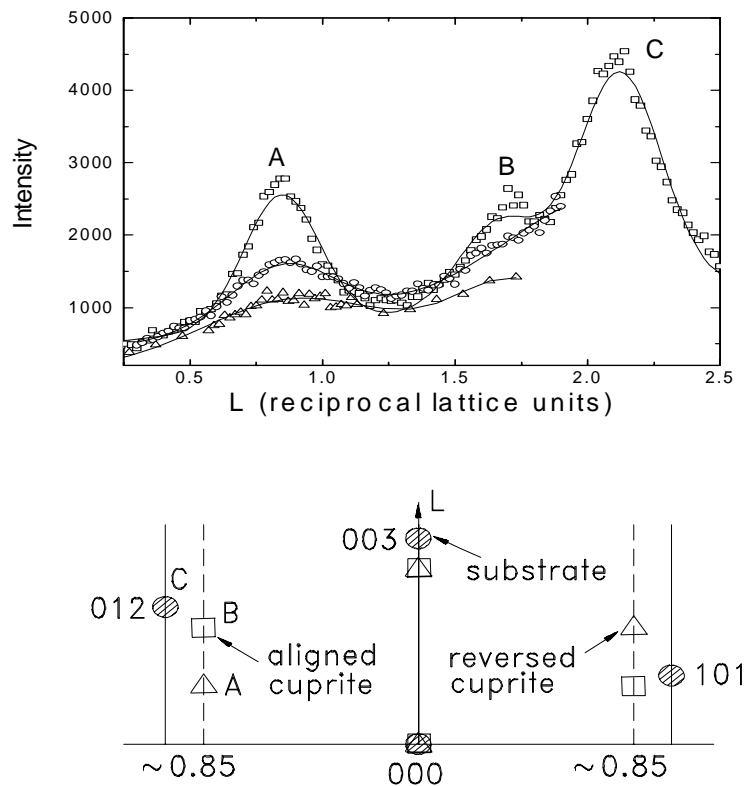 5000
4000
3000
2000
1000
Intensity
A
B
C
0.5 1.0 1.5 2.0 2.5
L (reciprocal lattice units)
L
003
substrate
C
012
B
aligned
cuprite
A
reversed
cuprite
101
~0.85
000
~0.85